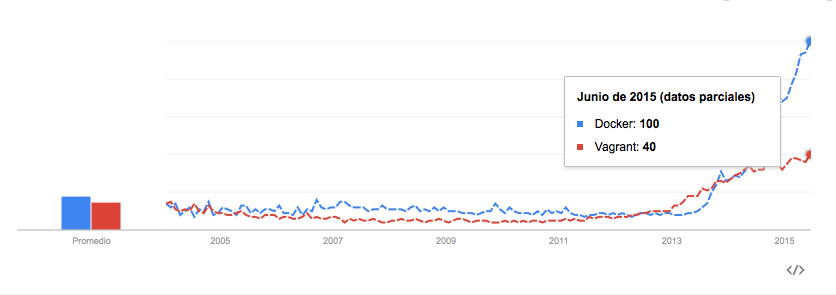 Junio de 2015 (datos parciales)
Docker: 100
Vagrant: 40
Promedio 2005 2007 2009 2011 2013 2015
</>